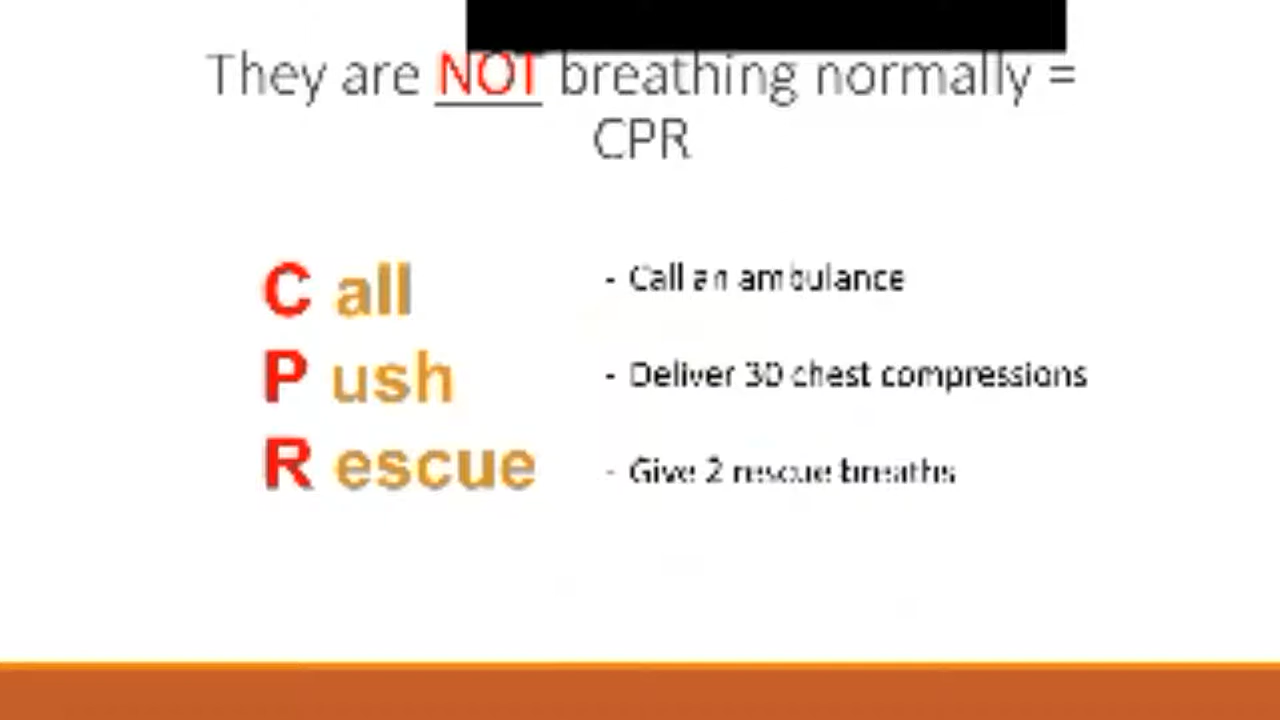 They are NOT breathing normally =
CPR
C all - Call an ambulance
P ush - Deliver 30 chest compressions
R escue - Give 2 rescue breaths